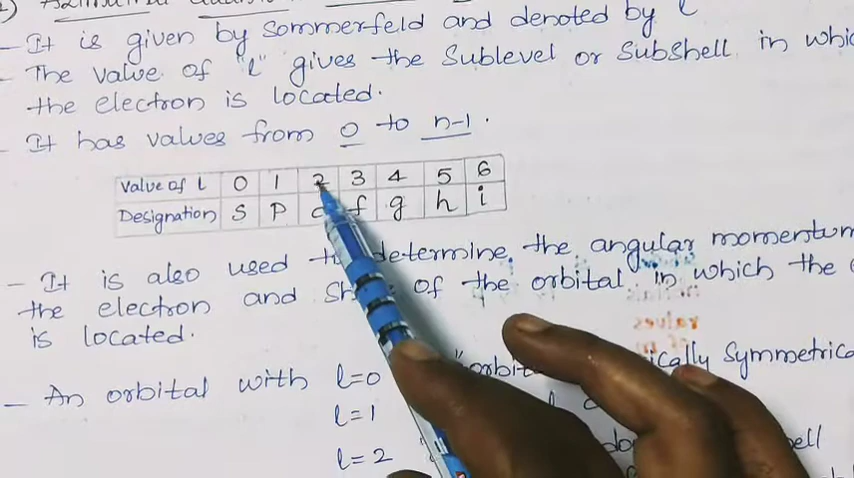 - It is given by Sommerfeld and denoted by l
- The value of "l" gives the Sublevel or Subshell in
the electron is located.
- It has values from 0 to n-1.
Value of l 0 1 2 3 4 5 6
Designation S P d f g h i
- It is also used determine the angular momentum
the electron and of the orbital in which the
is located.
- An orbital with l=0
l=1
l=2